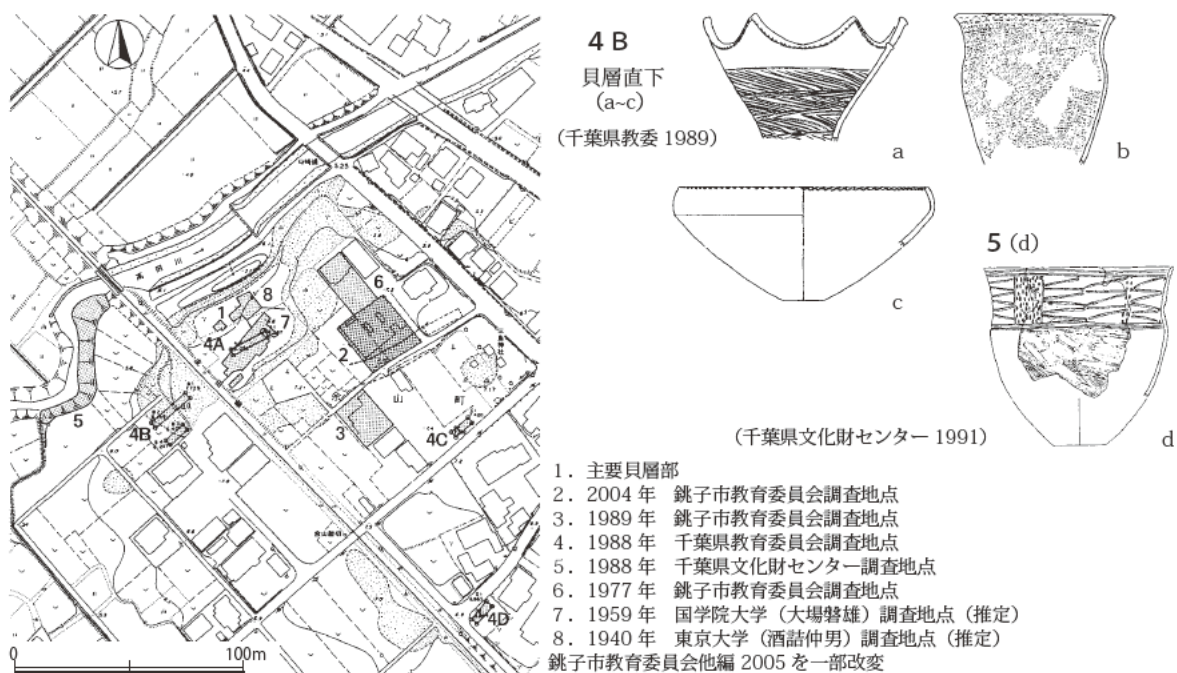 4 B
貝層直下
(a~c)
(千葉県教委 1989)
a
b
c
5 (d)
d
(千葉県文化財センター 1991)
高田川
1
8
7
4A
6
2
3
4B
5
4C
4D
山 町
0
100m
1. 主要貝層部
2. 2004 年 銚子市教育委員会調査地点
3. 1989 年 銚子市教育委員会調査地点
4. 1988 年 千葉県教育委員会調査地点
5. 1988 年 千葉県文化財センター調査地点
6. 1977 年 銚子市教育委員会調査地点
7. 1959 年 国学院大学(大場磐雄)調査地点(推定)
8. 1940 年 東京大学(酒詰仲男)調査地点(推定)
銚子市教育委員会他編 2005 を一部改変